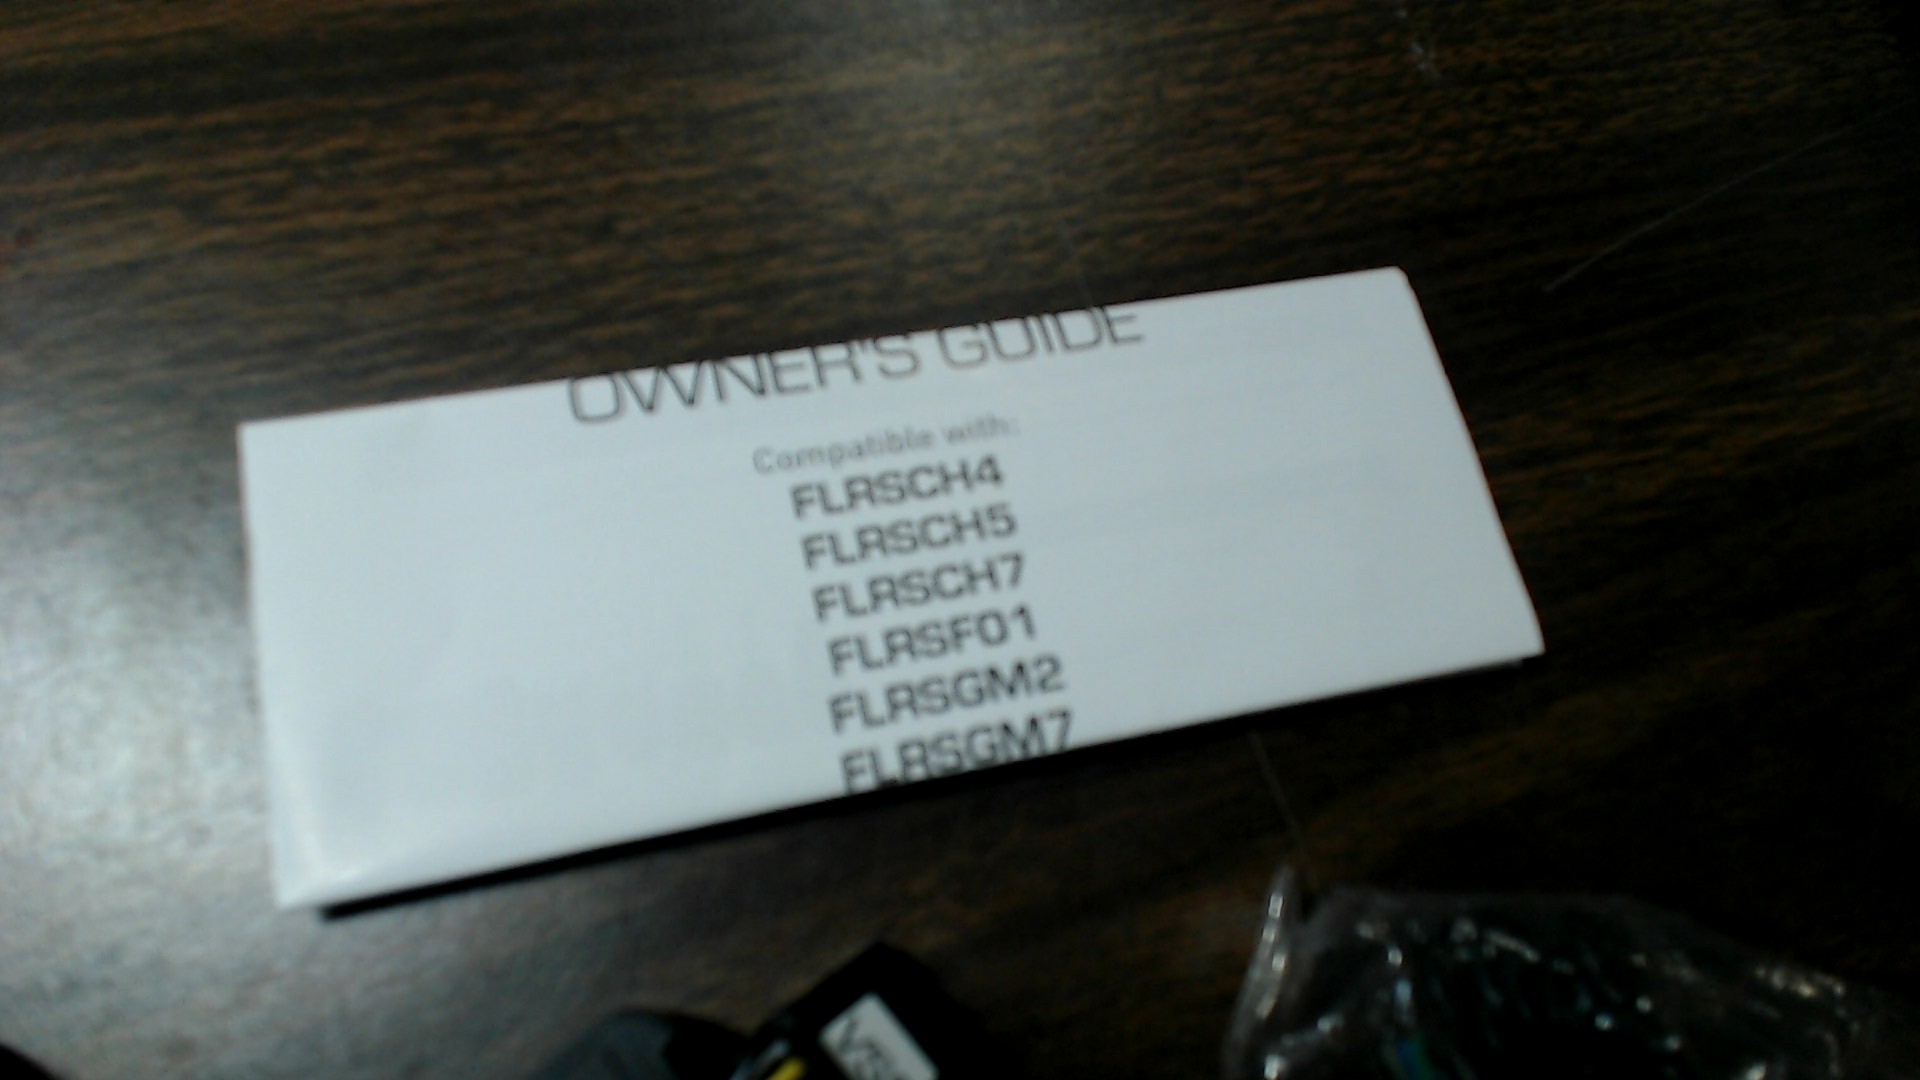 OWNER'S GUIDE
Compatible with:
FLRSCH4
FLRSCH5
FLRSCH7
FLRSF01
FLRSGM2
FLRSGM7